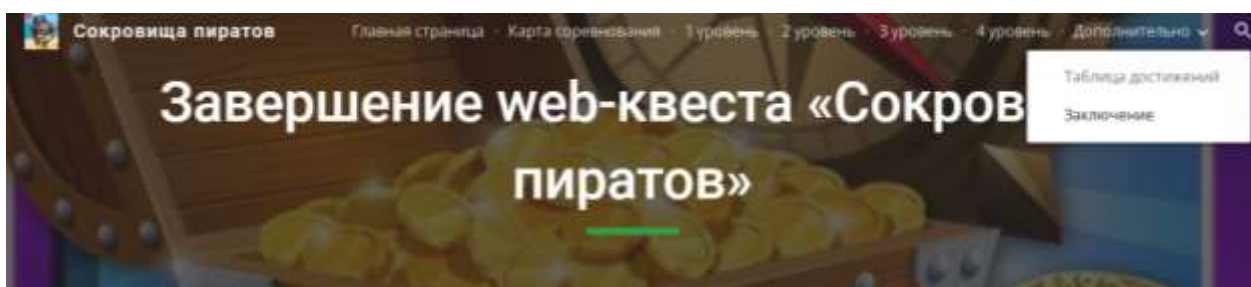 Сокровища пиратов
Главная страница Карта соревнования 1 уровень 2 уровень 3 уровень 4 уровень Дополнительно
Таблица достижений
Заключение
Завершение web-квеста «Сокров
пиратов»